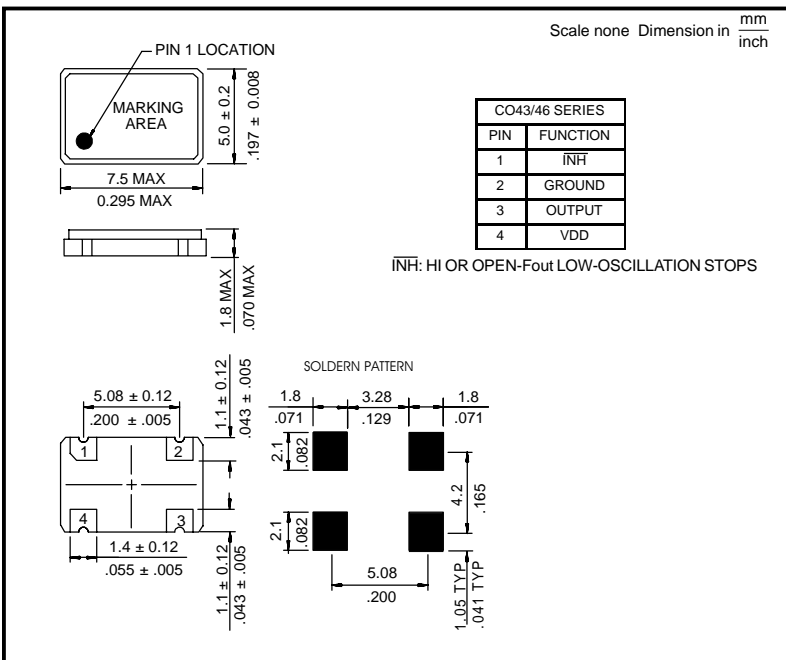 Scale none Dimension in mm
inch
PIN 1 LOCATION
MARKING
AREA
5.0 ± 0.2
.197 ± 0.008
7.5 MAX
0.295 MAX
CO43/46 SERIES
PIN FUNCTION
1 INH
2 GROUND
3 OUTPUT
4 VDD
INH: HI OR OPEN-Fout LOW-OSCILLATION STOPS
1.8 MAX
.070 MAX
SOLDERN PATTERN
5.08 ± 0.12
.200 ± .005
1.1 ± 0.12
.043 ± .005
1 2
4 3
1.4 ± 0.12
.055 ± .005
1.1 ± 0.12
.043 ± .005
1.8 3.28 1.8
.071 .129 .071
2.1
.082
4.2
.165
2.1
.082
5.08
.200
1.05 TYP
.041 TYP